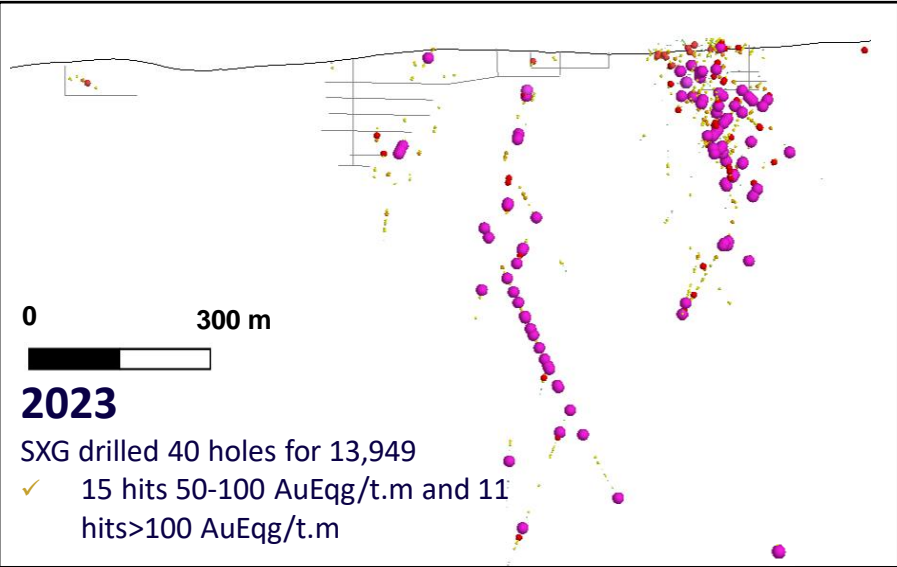 0 300 m
2023
SXG drilled 40 holes for 13,949
✓ 15 hits 50-100 AuEqg/t.m and 11
hits>100 AuEqg/t.m